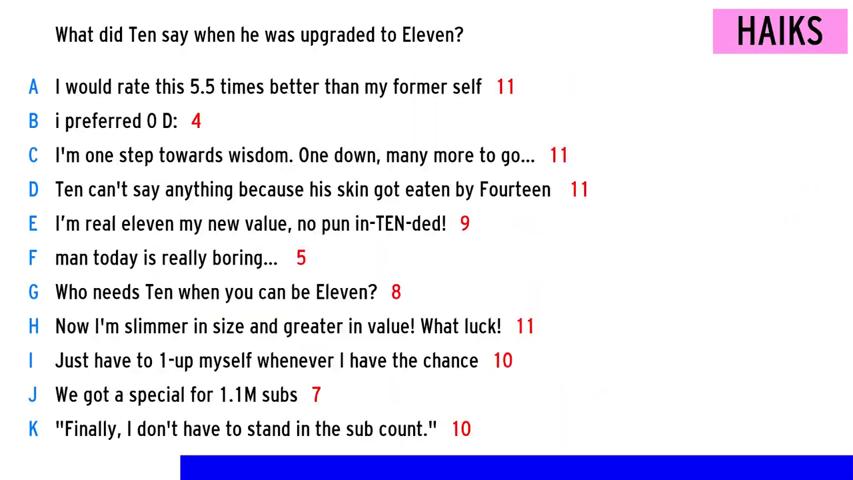 What did Ten say when he was upgraded to Eleven?
HAIKS
A I would rate this 5.5 times better than my former self 11
B i preferred 0 D: 4
C I'm one step towards wisdom. One down, many more to go... 11
D Ten can't say anything because his skin got eaten by Fourteen 11
E I'm real eleven my new value, no pun in-TEN-ded! 9
F man today is really boring... 5
G Who needs Ten when you can be Eleven? 8
H Now I'm slimmer in size and greater in value! What luck! 11
I Just have to 1-up myself whenever I have the chance 10
J We got a special for 1.1M subs 7
K "Finally, I don't have to stand in the sub count." 10